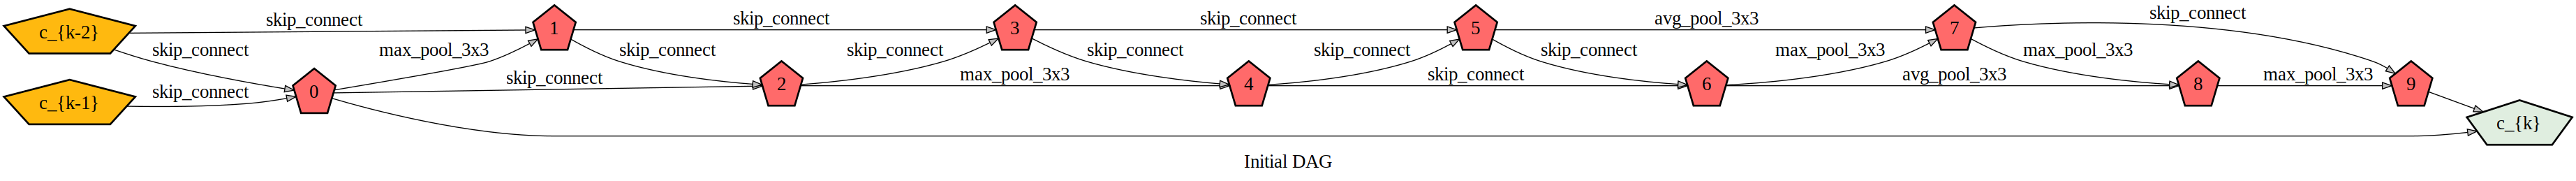 skip_connect
skip_connect
skip_connect
avg_pool_3x3
skip_connect
c_{k-2}
1
3
5
7
skip_connect
max_pool_3x3
skip_connect
skip_connect
skip_connect
skip_connect
skip_connect
max_pool_3x3
max_pool_3x3
skip_connect
skip_connect
max_pool_3x3
skip_connect
avg_pool_3x3
max_pool_3x3
c_{k-1}
0
2
4
6
8
9
c_{k}
Initial DAG